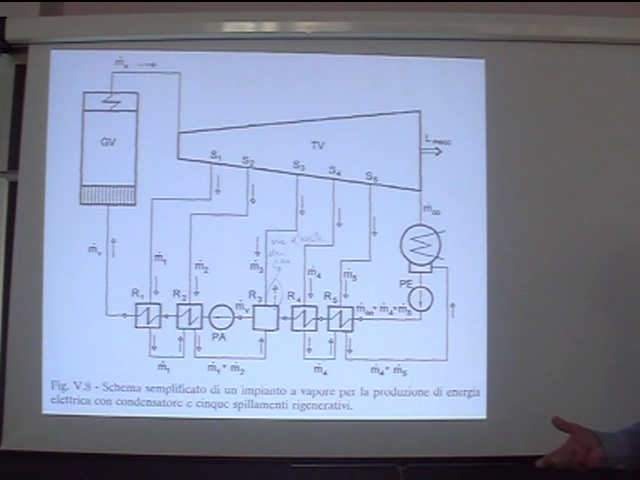 ṁv
GV
TV
Lmecc
S1
S2
S3
S4
S5
ṁ∞
ṁv
ṁ1
ṁ2
ṁ3
ṁ4
ṁ5
PE
R1
R2
ṁv
R3
R4
R5
ṁ∞+ṁ4+ṁ5
PA
ṁ1
ṁ1+ṁ2
ṁ4
ṁ4+ṁ5
Fig. V.8 - Schema semplificato di un impianto a vapore per la produzione di energia
elettrica con condensatore e cinque spillamenti rigenerativi.